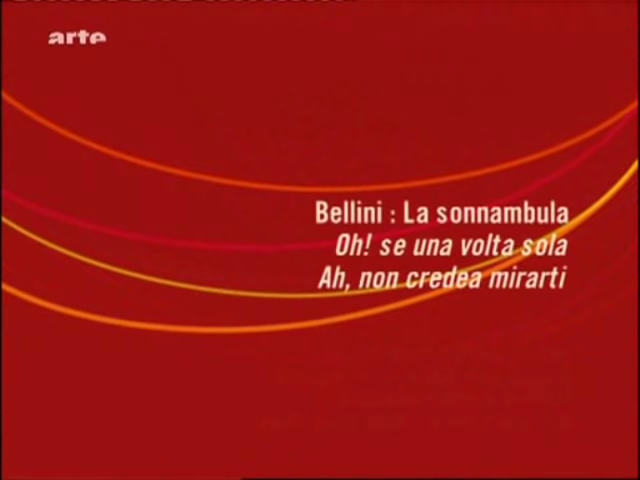 arte
Bellini : La sonnambula
Oh! se una volta sola
Ah, non credea mirarti